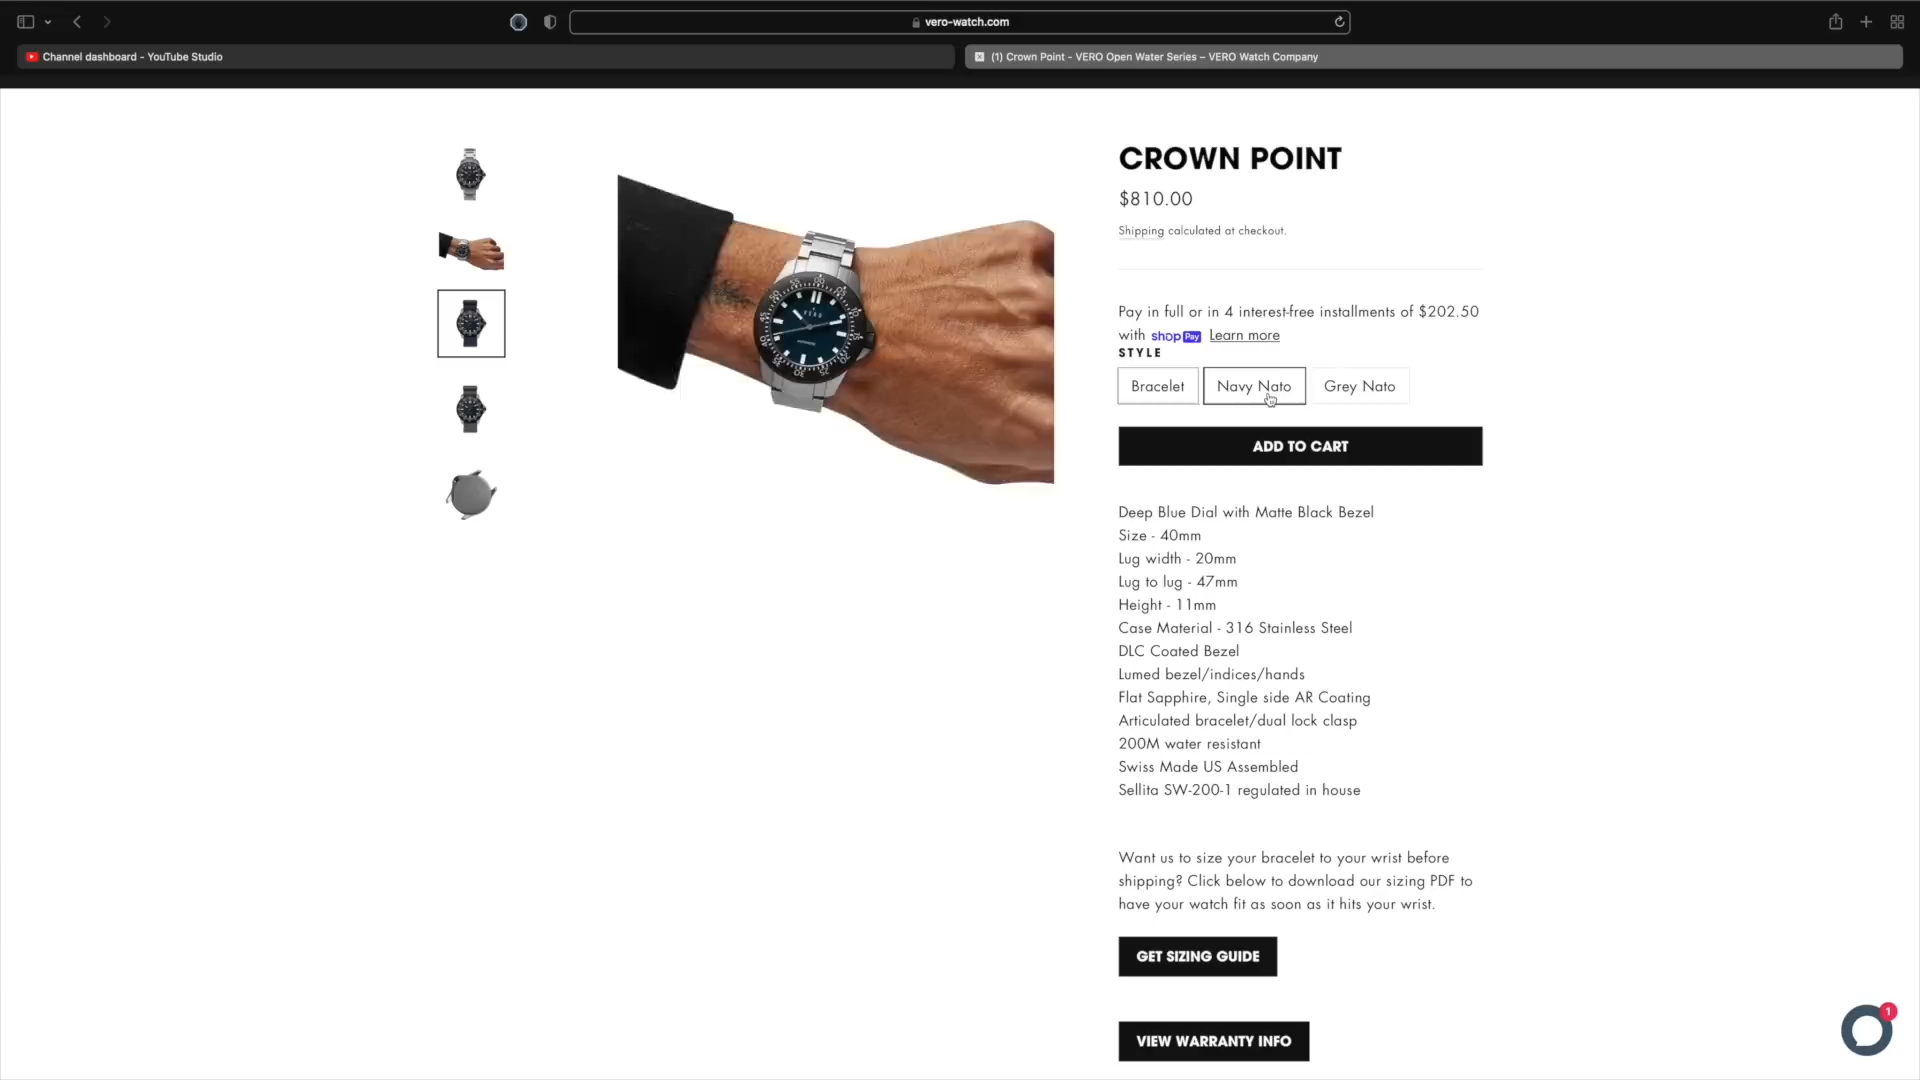 vero-watch.com
Channel dashboard - YouTube Studio
(1) Crown Point - VERO Open Water Series – VERO Watch Company
CROWN POINT
$810.00
Shipping calculated at checkout.
Pay in full or in 4 interest-free installments of $202.50
with shop Pay Learn more
STYLE
Bracelet
Navy Nato
Grey Nato
ADD TO CART
Deep Blue Dial with Matte Black Bezel
Size - 40mm
Lug width - 20mm
Lug to lug - 47mm
Height - 11mm
Case Material - 316 Stainless Steel
DLC Coated Bezel
Lumed bezel/indices/hands
Flat Sapphire, Single side AR Coating
Articulated bracelet/dual lock clasp
200M water resistant
Swiss Made US Assembled
Sellita SW-200-1 regulated in house
Want us to size your bracelet to your wrist before
shipping? Click below to download our sizing PDF to
have your watch fit as soon as it hits your wrist.
GET SIZING GUIDE
VIEW WARRANTY INFO
1
VERO